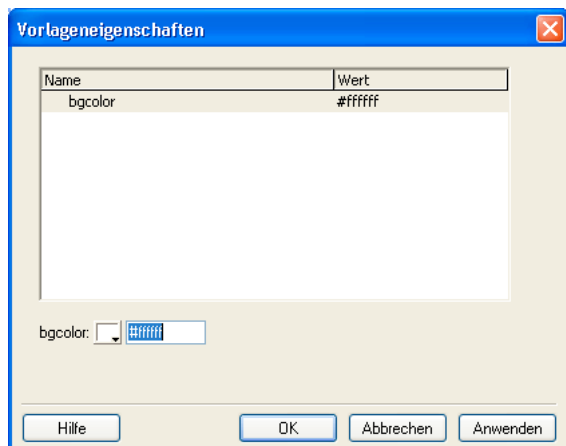 Vorlageneigenschaften
Name Wert
bgcolor #ffffff
bgcolor: #ffffff
Hilfe OK Abbrechen Anwenden